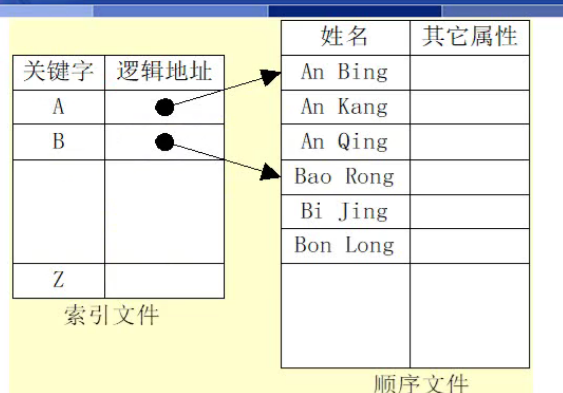 姓名 其它属性
关键字 逻辑地址
An Bing
A
An Kang
B
An Qing
Bao Rong
Bi Jing
Bon Long
Z
索引文件
顺序文件